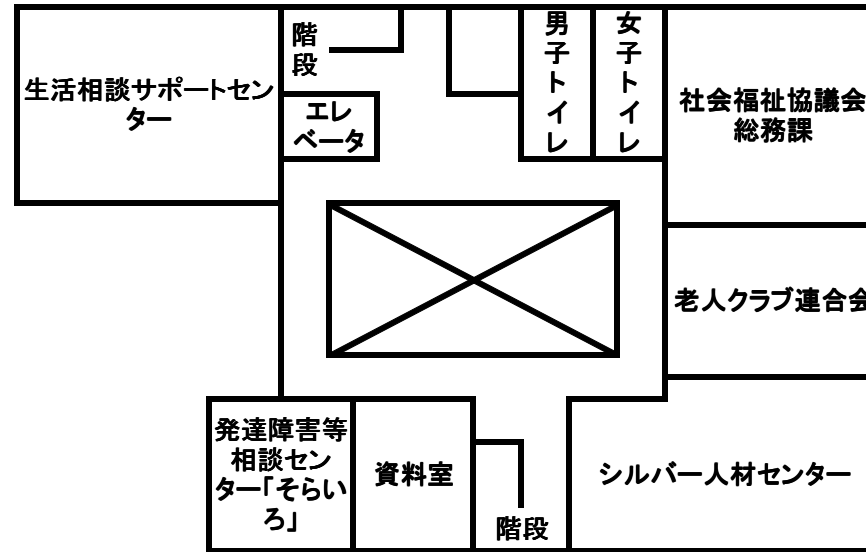 階
段
男子トイレ
女子トイレ
生活相談サポートセン
ター
エレ
ベータ
社会福祉協議会
総務課
老人クラブ連合会
発達障害等
相談セン
ター「そらい
ろ」
資料室
階段
シルバー人材センター